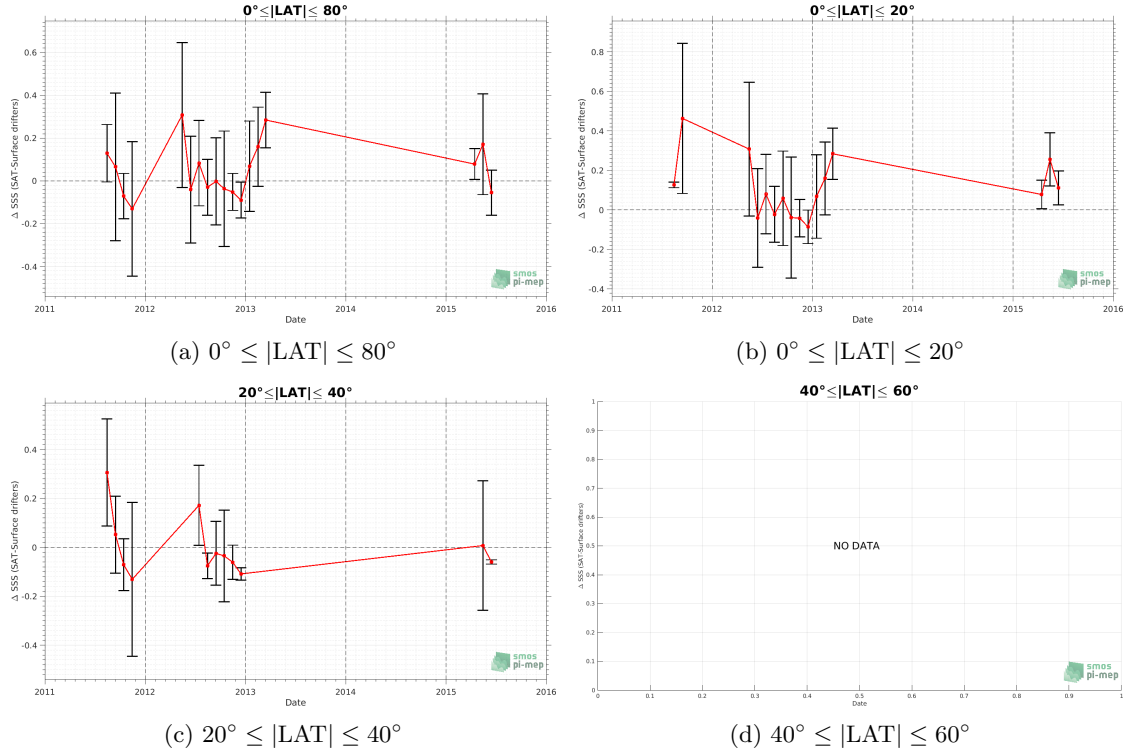 0°≤|LAT|≤ 80°
Δ SSS (SAT-Surface drifters)
0.6
0.4
0.2
0
-0.2
-0.4
2011 2012 2013 2014 2015 2016
Date
smos
pi-mep
(a) 0° ≤ |LAT| ≤ 80°
0°≤|LAT|≤ 20°
Δ SSS (SAT-Surface drifters)
0.8
0.6
0.4
0.2
0
-0.2
-0.4
2011 2012 2013 2014 2015 2016
Date
smos
pi-mep
(b) 0° ≤ |LAT| ≤ 20°
20°≤|LAT|≤ 40°
Δ SSS (SAT-Surface drifters)
0.4
0.2
0
-0.2
-0.4
2011 2012 2013 2014 2015 2016
Date
smos
pi-mep
(c) 20° ≤ |LAT| ≤ 40°
40°≤|LAT|≤ 60°
Δ SSS (SAT-Surface drifters)
1
0.9
0.8
0.7
0.6
0.5
0.4
0.3
0.2
0.1
0
NO DATA
0 0.1 0.2 0.3 0.4 0.5 0.6 0.7 0.8 0.9 1
Date
smos
pi-mep
(d) 40° ≤ |LAT| ≤ 60°